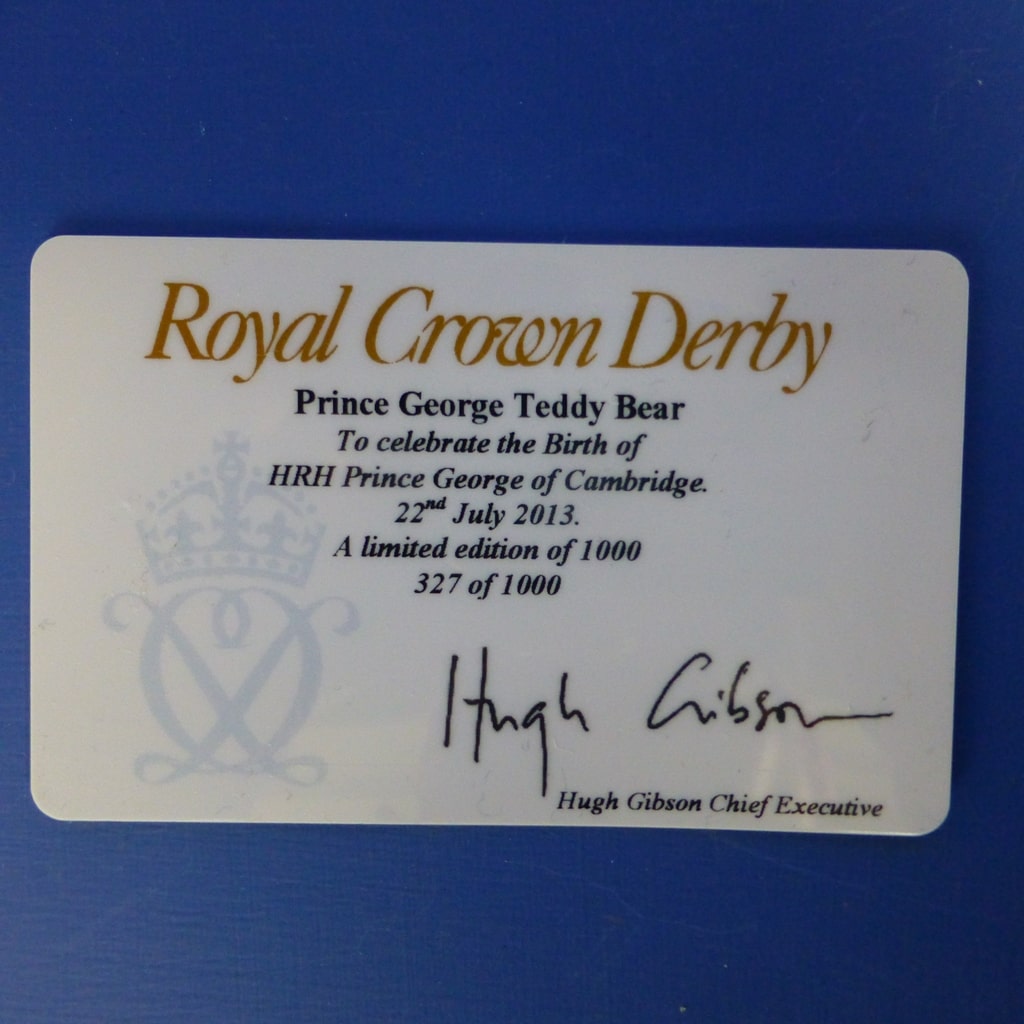 Royal Crown Derby
Prince George Teddy Bear
To celebrate the Birth of
HRH Prince George of Cambridge.
22nd July 2013.
A limited edition of 1000
327 of 1000
Hugh Gibson
Hugh Gibson Chief Executive